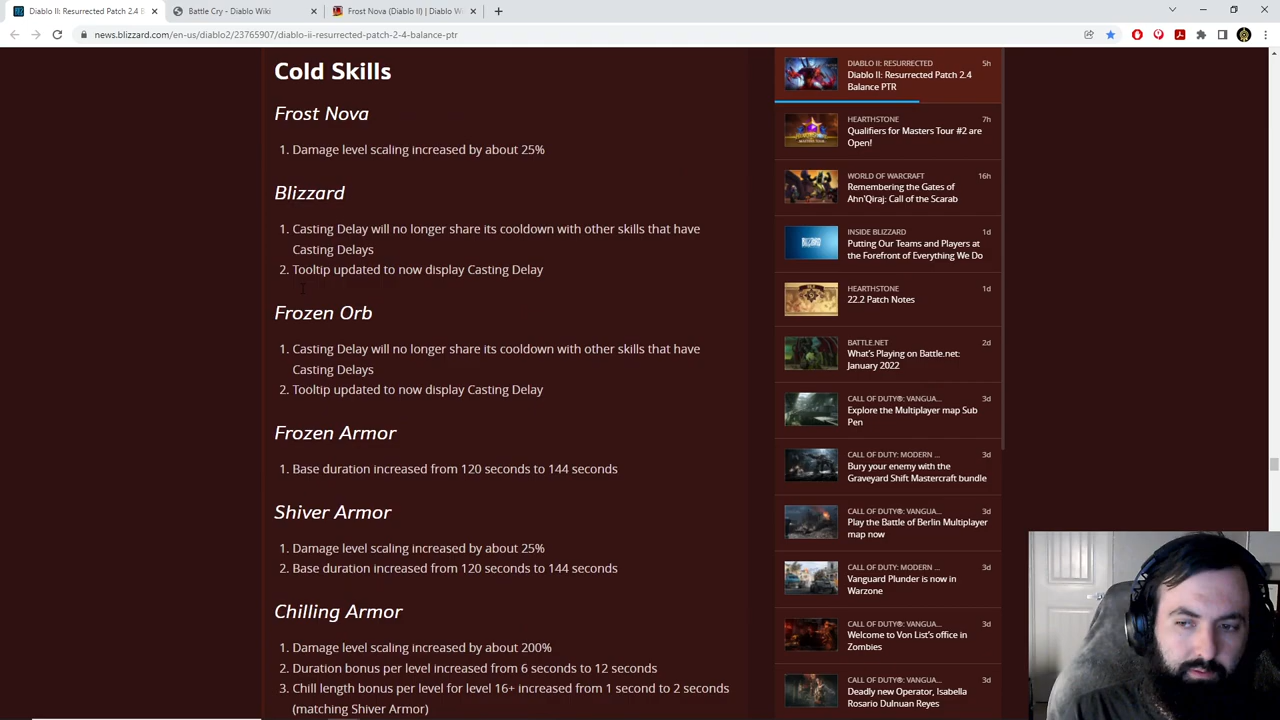 Diablo II: Resurrected Patch 2.4 B
Battle Cry - Diablo Wiki
Frost Nova (Diablo II) | Diablo W
news.blizzard.com/en-us/diablo2/23765907/diablo-ii-resurrected-patch-2-4-balance-ptr
Cold Skills
Frost Nova
1. Damage level scaling increased by about 25%
Blizzard
1. Casting Delay will no longer share its cooldown with other skills that have
Casting Delays
2. Tooltip updated to now display Casting Delay
Frozen Orb
1. Casting Delay will no longer share its cooldown with other skills that have
Casting Delays
2. Tooltip updated to now display Casting Delay
Frozen Armor
1. Base duration increased from 120 seconds to 144 seconds
Shiver Armor
1. Damage level scaling increased by about 25%
2. Base duration increased from 120 seconds to 144 seconds
Chilling Armor
1. Damage level scaling increased by about 200%
2. Duration bonus per level increased from 6 seconds to 12 seconds
3. Chill length bonus per level for level 16+ increased from 1 second to 2 seconds
(matching Shiver Armor)
DIABLO II: RESURRECTED 5h
Diablo II: Resurrected Patch 2.4
Balance PTR
HEARTHSTONE 7h
Qualifiers for Masters Tour #2 are
Open!
WORLD OF WARCRAFT 16h
Remembering the Gates of
Ahn'Qiraj: Call of the Scarab
INSIDE BLIZZARD 1d
Putting Our Teams and Players at
the Forefront of Everything We Do
HEARTHSTONE 1d
22.2 Patch Notes
BATTLE.NET 2d
What's Playing on Battle.net:
January 2022
CALL OF DUTY®: VANGUA... 3d
Explore the Multiplayer map Sub
Pen
CALL OF DUTY: MODERN ... 3d
Bury your enemy with the
Graveyard Shift Mastercraft bundle
CALL OF DUTY®: VANGUA... 3d
Play the Battle of Berlin Multiplayer
map now
CALL OF DUTY: MODERN ... 3d
Vanguard Plunder is now in
Warzone
CALL OF DUTY®: VANGUA... 3d
Welcome to Von List's office in
Zombies
CALL OF DUTY®: VANGUA... 3d
Deadly new Operator, Isabella
Rosario Dulnuan Reyes